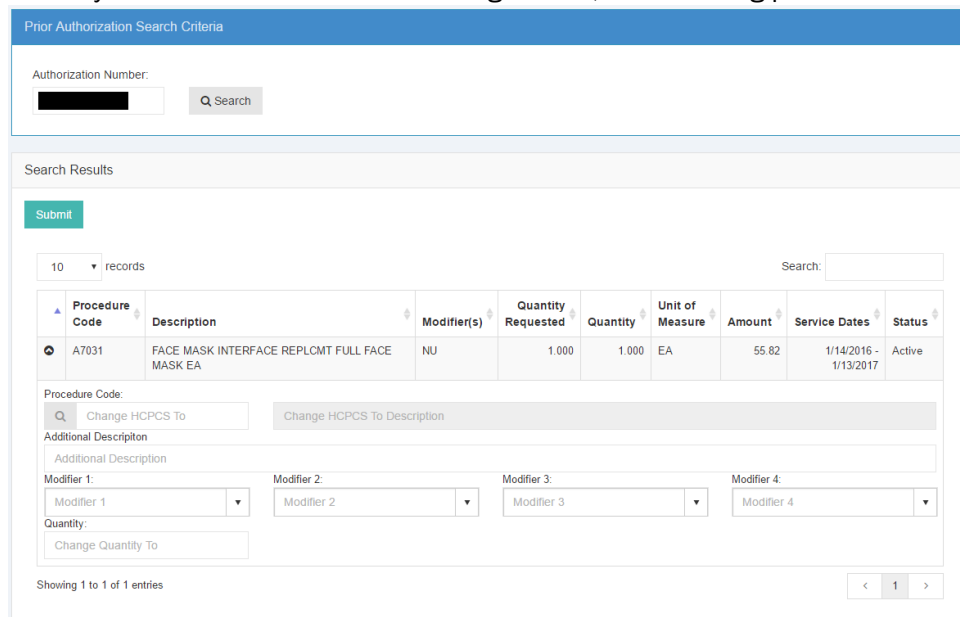 Prior Authorization Search Criteria
Authorization Number:
Search
Search Results
Submit
10 records Search:
Procedure Code Description Modifier(s) Quantity Requested Quantity Unit of Measure Amount Service Dates Status
A7031 FACE MASK INTERFACE REPLCMT FULL FACE NU 1.000 1.000 EA 55.82 1/14/2016 - Active
MASK EA 1/13/2017
Procedure Code:
Change HCPCS To Change HCPCS To Description
Additional Descripiton
Additional Description
Modifier 1: Modifier 2: Modifier 3: Modifier 4:
Modifier 1 Modifier 2 Modifier 3 Modifier 4
Quantity:
Change Quantity To
Showing 1 to 1 of 1 entries < 1 >